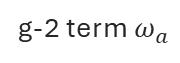 g-2 term ωₐ